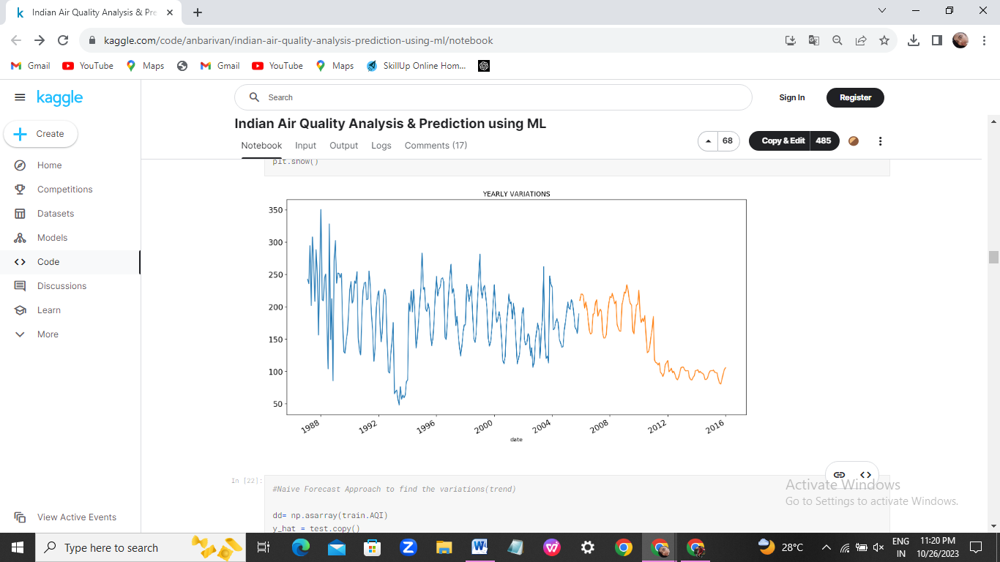 Indian Air Quality Analysis & Pre
kaggle.com/code/anbarivan/indian-air-quality-analysis-prediction-using-ml/notebook
Gmail YouTube Maps Gmail YouTube Maps SkillUp Online Hom...
kaggle
Search
Sign In
Register
Create
Indian Air Quality Analysis & Prediction using ML
68
Copy & Edit 485
Notebook Input Output Logs Comments (17)
Home
Competitions
Datasets
Models
Code
Discussions
Learn
More
View Active Events
plt.show()
YEARLY VARIATIONS
350
300
250
200
150
100
50
1988 1992 1996 2000 2004 2008 2012 2016
date
In [22]:
#Naive Forecast Approach to find the variations(trend)
dd= np.asarray(train.AQI)
y_hat = test.copy()
Activate Windows
Go to Settings to activate Windows.
Type here to search
28°C
ENG
IN
11:20 PM
10/26/2023